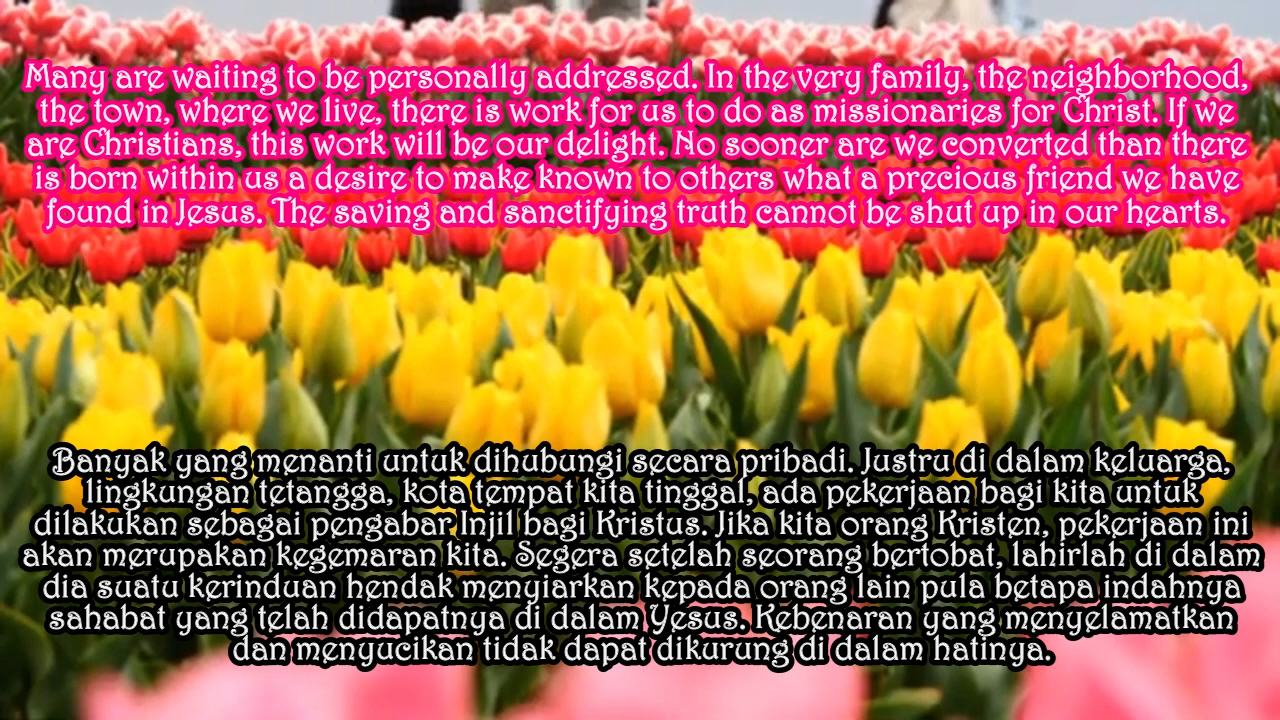 Many are waiting to be personally addressed. In the very family, the neighborhood,
the town, where we live, there is work for us to do as missionaries for Christ. If we
are Christians, this work will be our delight. No sooner are we converted than there
is born within us a desire to make known to others what a precious friend we have
found in Jesus. The saving and sanctifying truth cannot be shut up in our hearts.
Banyak yang menanti untuk dihubungi secara pribadi. Justru di dalam keluarga,
lingkungan tetangga, kota tempat kita tinggal, ada pekerjaan bagi kita untuk
dilakukan sebagai pengabar Injil bagi Kristus. Jika kita orang Kristen, pekerjaan ini
akan merupakan kegemaran kita. Segera setelah seorang bertobat, lahirlah di dalam
dia suatu kerinduan hendak menyiarkan kepada orang lain pula betapa indahnya
sahabat yang telah didapatnya di dalam Yesus. Kebenaran yang menyelamatkan
dan menyucikan tidak dapat dikurung di dalam hatinya.